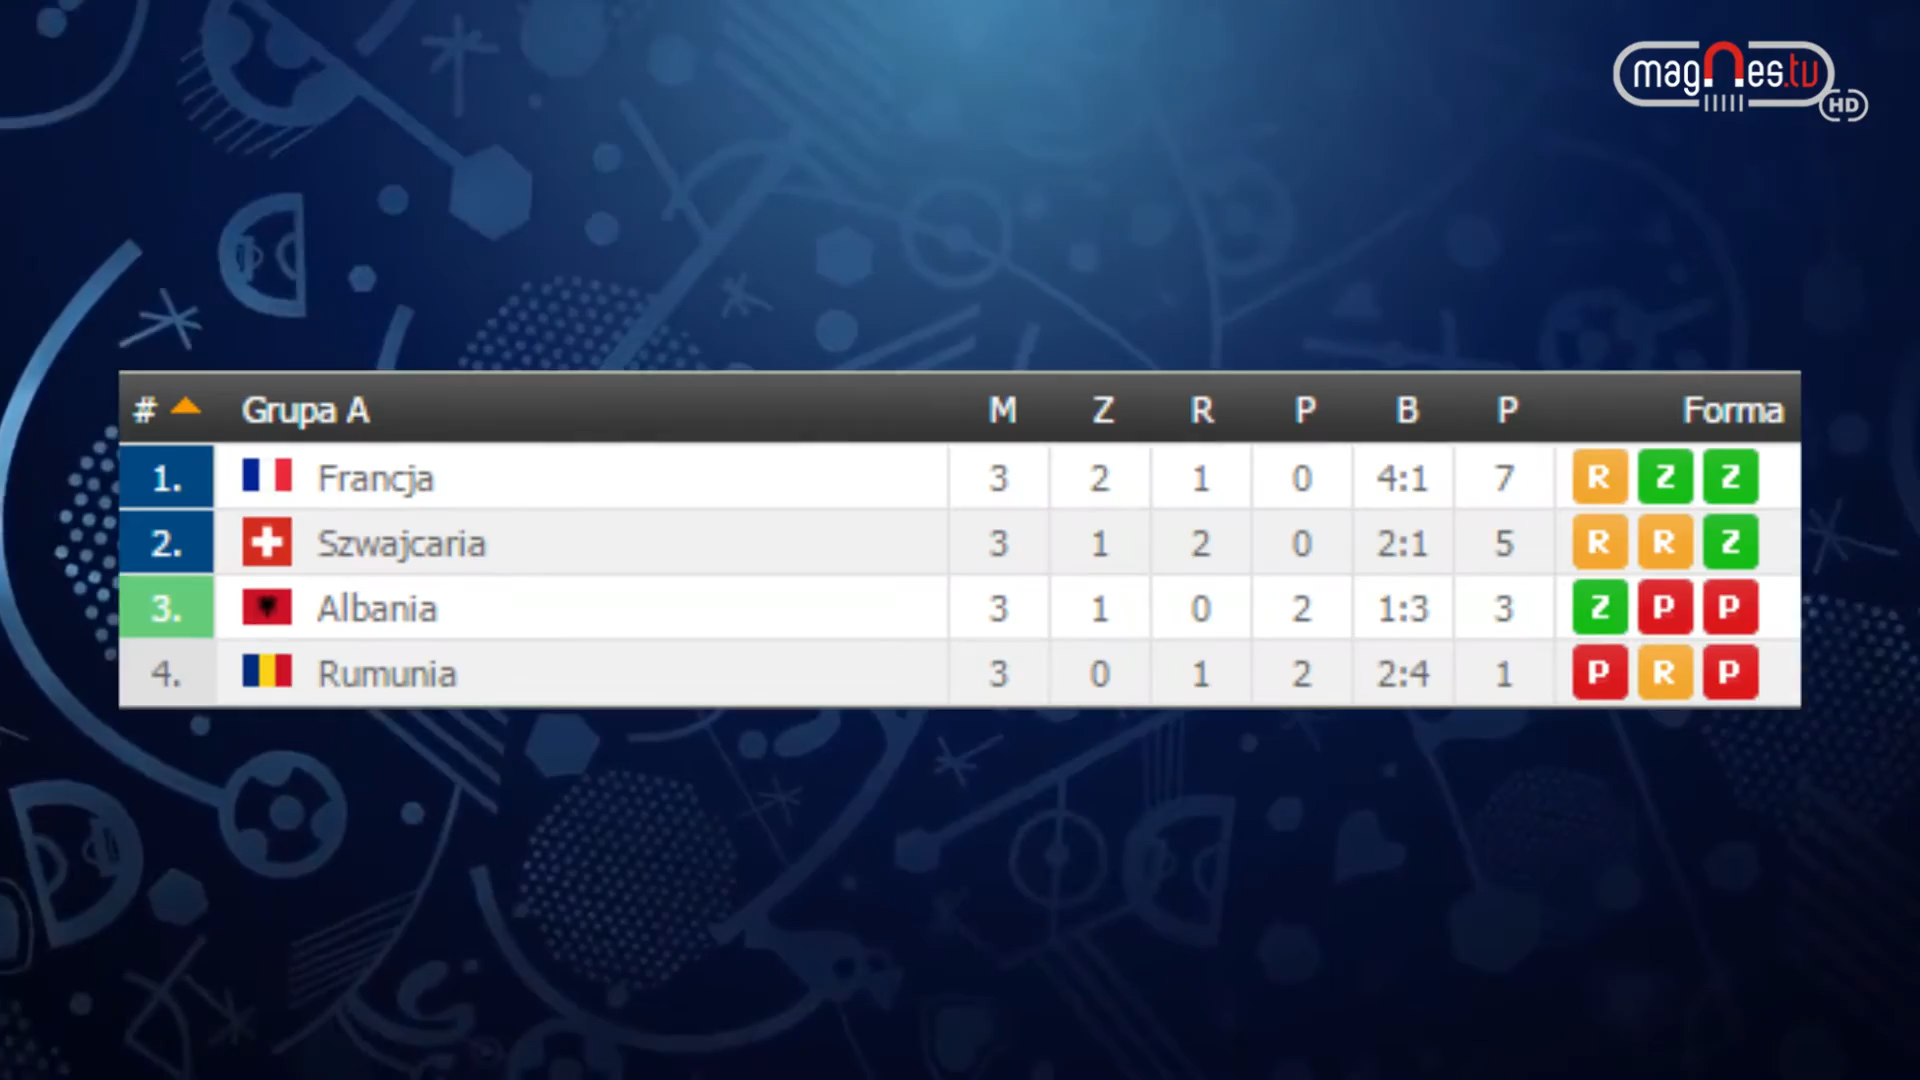 magnes.tv
HD
# Grupa A M Z R P B P Forma
1. Francja 3 2 1 0 4:1 7 R Z Z
2. Szwajcaria 3 1 2 0 2:1 5 R R Z
3. Albania 3 1 0 2 1:3 3 Z P P
4. Rumunia 3 0 1 2 2:4 1 P R P